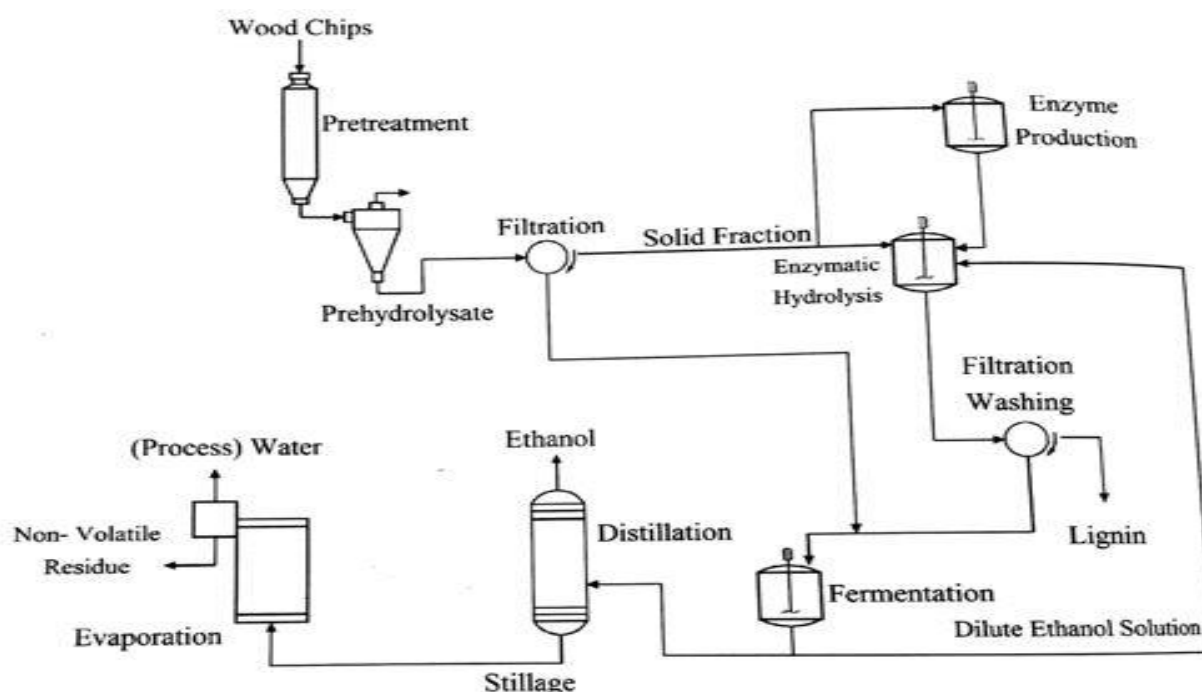 Wood Chips
Pretreatment
Enzyme
Production
Filtration
Solid Fraction
Enzymatic
Hydrolysis
Prehydrolysate
Filtration
Washing
(Process) Water
Ethanol
Non- Volatile
Residue
Distillation
Lignin
Fermentation
Evaporation
Dilute Ethanol Solution
Stillage